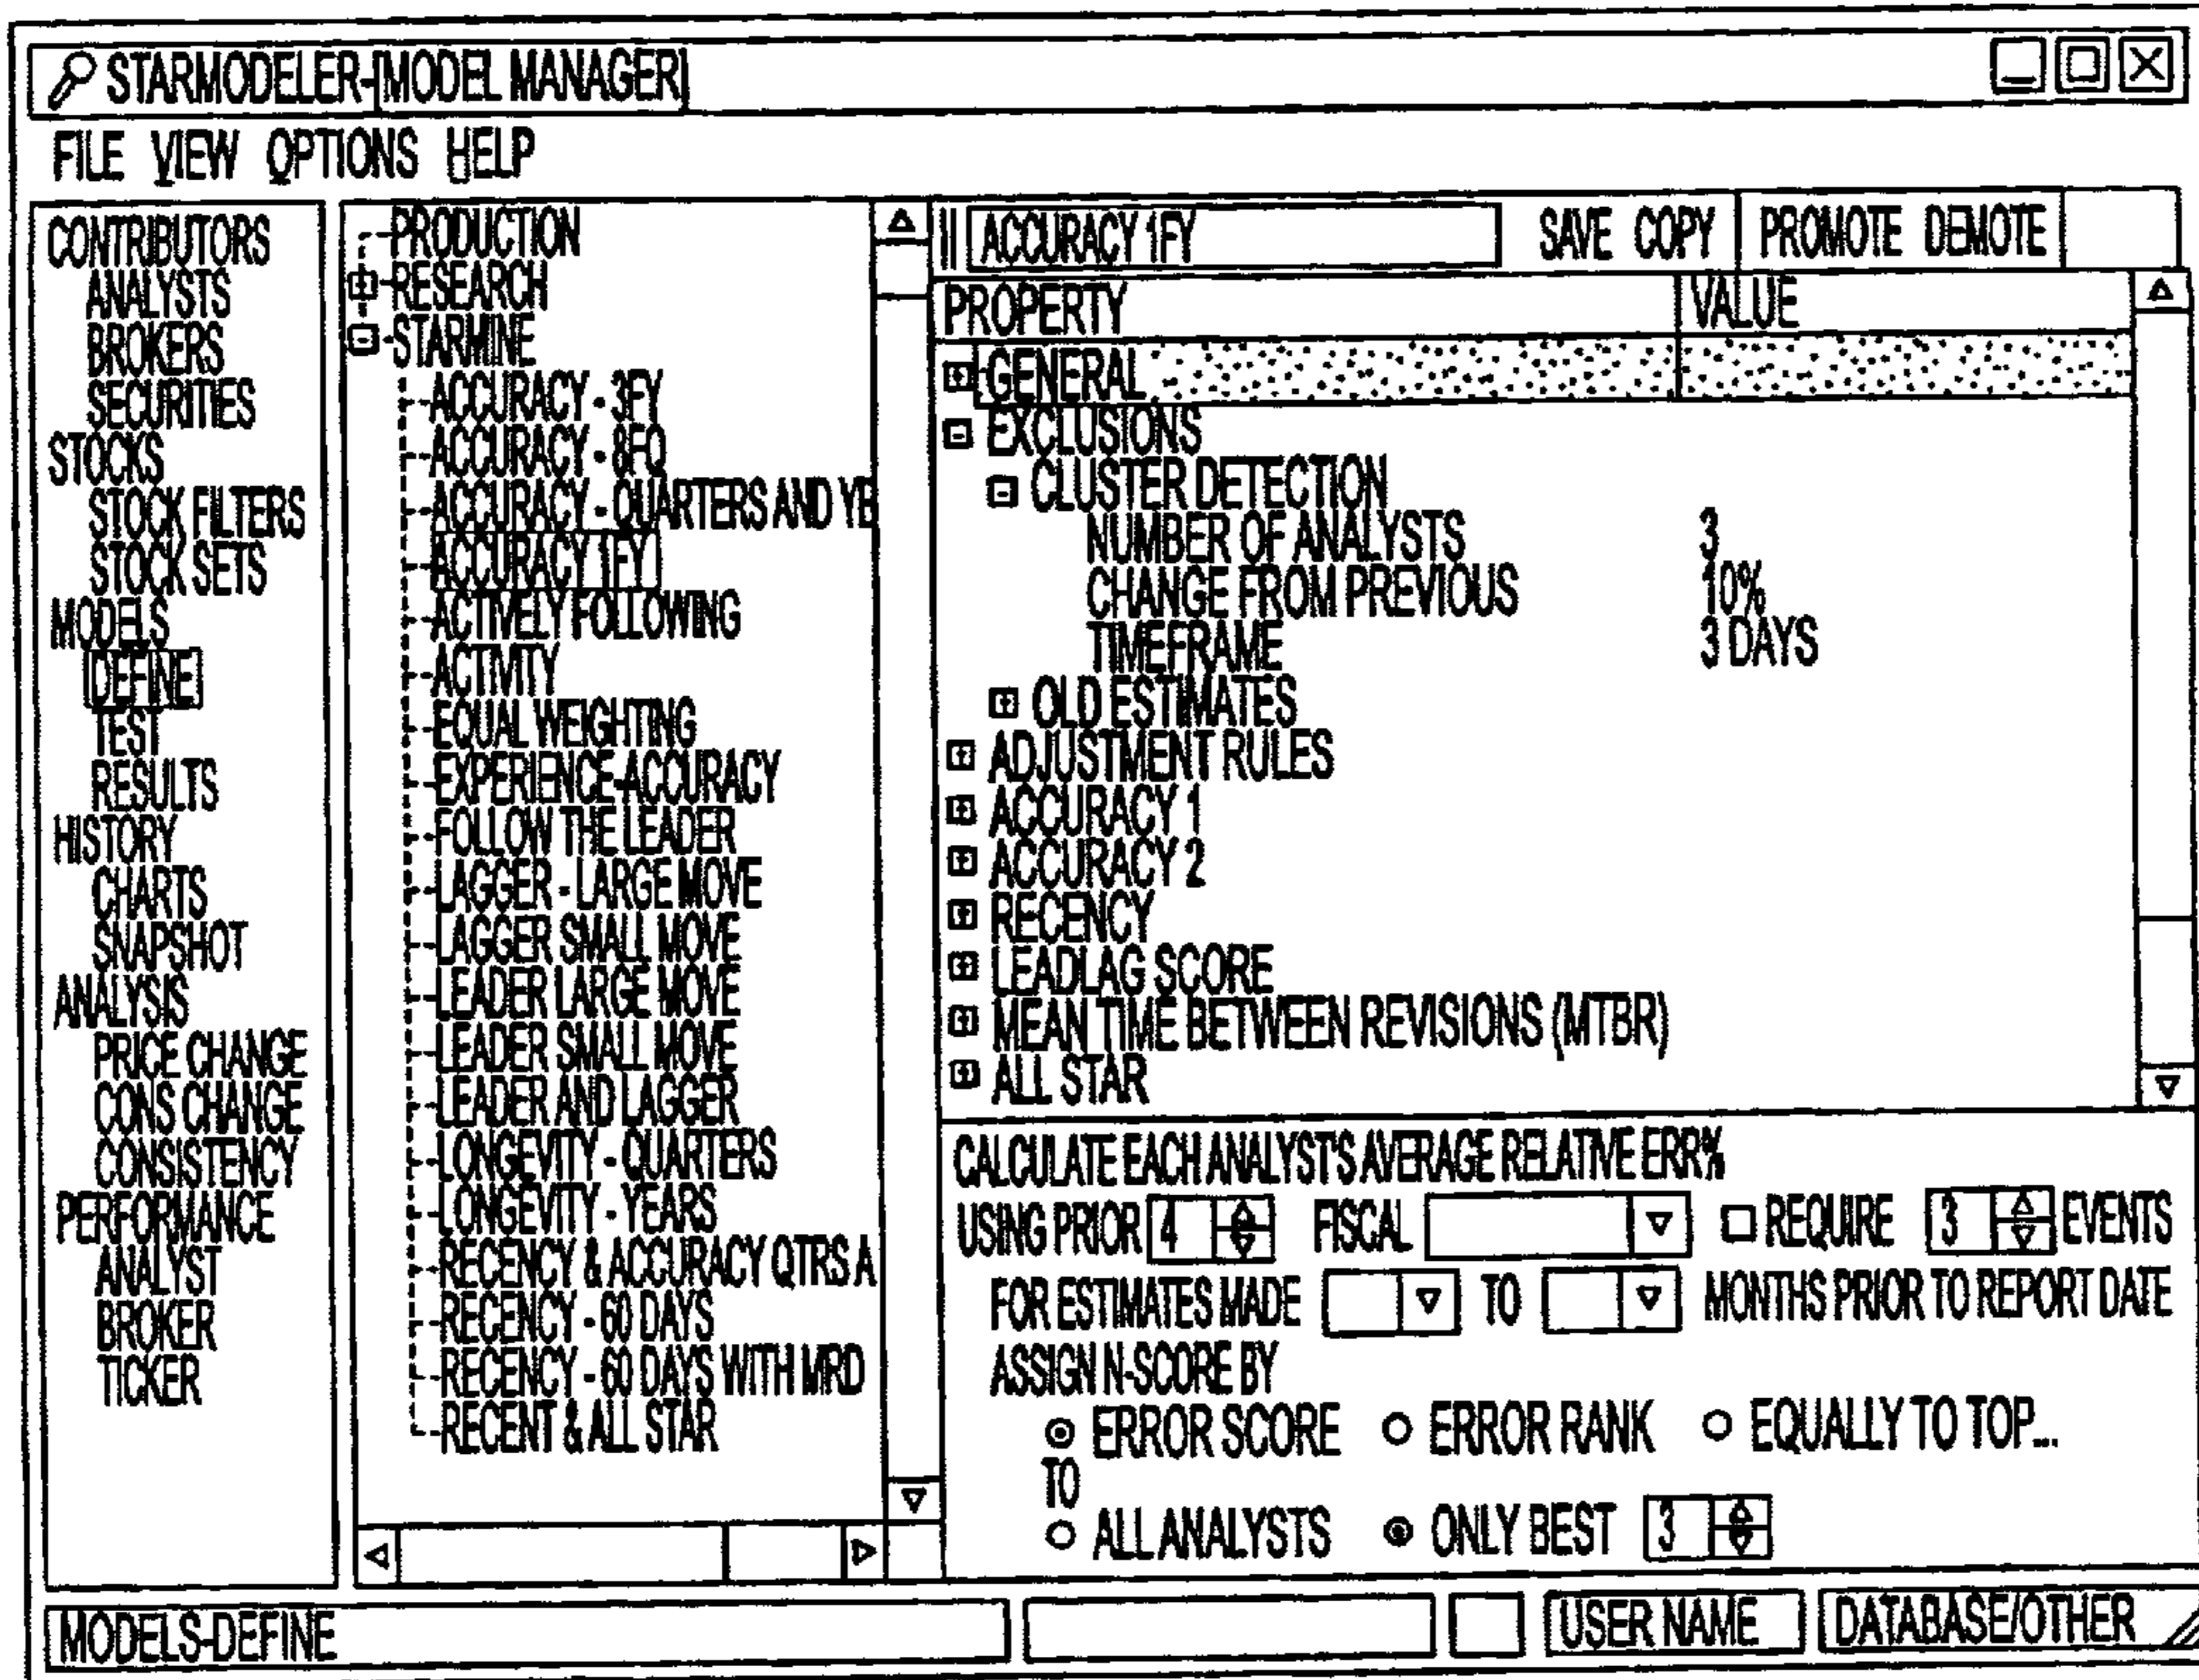 STARMODELER-[MODEL MANAGER]
FILE VIEW OPTIONS HELP
CONTRIBUTORS
ANALYSTS
BROKERS
SECURITIES
STOCKS
STOCK FILTERS
STOCK SETS
MODELS
DEFINE
TEST
RESULTS
HISTORY
CHARTS
SNAPSHOT
ANALYSIS
PRICE CHANGE
CONS CHANGE
CONSISTENCY
PERFORMANCE
ANALYST
BROKER
TICKER
PRODUCTION
RESEARCH
STARMINE
ACCURACY - 3FY
ACCURACY - 8FQ
ACCURACY - QUARTERS AND YE
ACCURACY 1FY
ACTIVELY FOLLOWING
ACTIVITY
EQUAL WEIGHTING
EXPERIENCE-ACCURACY
FOLLOW THE LEADER
LAGGER - LARGE MOVE
LAGGER SMALL MOVE
LEADER LARGE MOVE
LEADER SMALL MOVE
LEADER AND LAGGER
LONGEVITY - QUARTERS
LONGEVITY - YEARS
RECENCY & ACCURACY QTRS A
RECENCY - 60 DAYS
RECENCY - 60 DAYS WITH MRD
RECENT & ALL STAR
ACCURACY 1FY SAVE COPY PROMOTE DEMOTE
PROPERTY VALUE
GENERAL
EXCLUSIONS
CLUSTER DETECTION
NUMBER OF ANALYSTS 3
CHANGE FROM PREVIOUS 10%
TIMEFRAME 3 DAYS
OLD ESTIMATES
ADJUSTMENT RULES
ACCURACY 1
ACCURACY 2
RECENCY
LEADLAG SCORE
MEAN TIME BETWEEN REVISIONS (MTBR)
ALL STAR
CALCULATE EACH ANALYST'S AVERAGE RELATIVE ERR%
USING PRIOR 4 FISCAL REQUIRE 3 EVENTS
FOR ESTIMATES MADE TO MONTHS PRIOR TO REPORT DATE
ASSIGN N-SCORE BY
ERROR SCORE ERROR RANK EQUALLY TO TOP...
TO
ALL ANALYSTS ONLY BEST 3
MODELS-DEFINE USER NAME DATABASE/OTHER